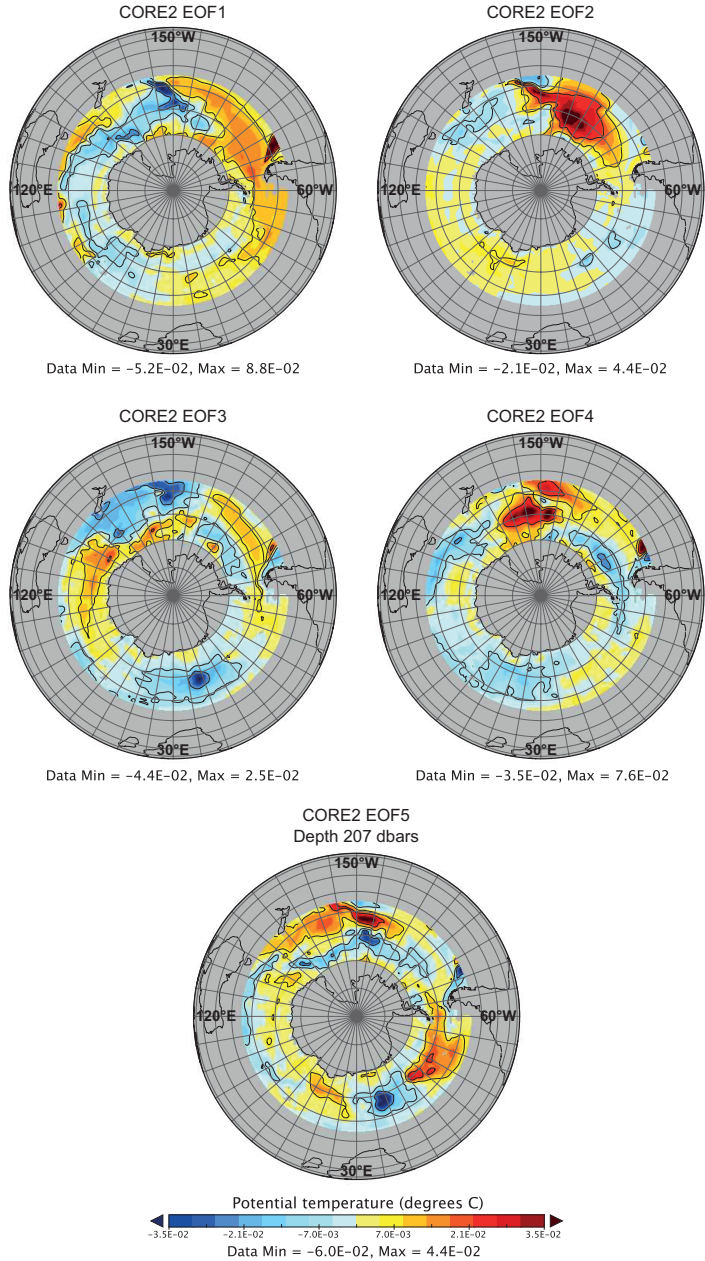 CORE2 EOF1
150°W
120°E
60°W
30°E
Data Min = -5.2E-02, Max = 8.8E-02
CORE2 EOF2
150°W
120°E
60°W
30°E
Data Min = -2.1E-02, Max = 4.4E-02
CORE2 EOF3
150°W
120°E
60°W
30°E
Data Min = -4.4E-02, Max = 2.5E-02
CORE2 EOF4
150°W
120°E
60°W
30°E
Data Min = -3.5E-02, Max = 7.6E-02
CORE2 EOF5
Depth 207 dbars
150°W
120°E
60°W
30°E
Potential temperature (degrees C)
-3.5E-02 -2.1E-02 -7.0E-03 7.0E-03 2.1E-02 3.5E-02
Data Min = -6.0E-02, Max = 4.4E-02